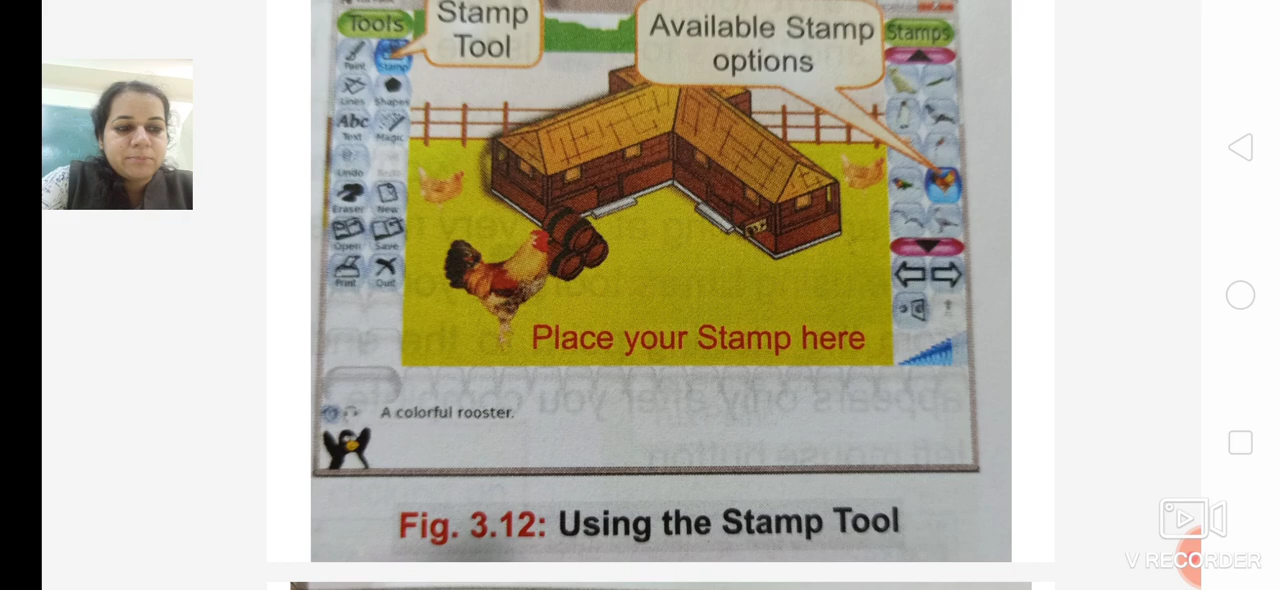 Tools
Stamp
Tool
Available Stamp
options
Stamps
Paint
Stamp
Lines
Shapes
Abc
Text
Magic
Undo
Eraser
New
Open
Save
Print
Quit
Place your Stamp here
A colorful rooster.
Fig. 3.12: Using the Stamp Tool
V RECORDER